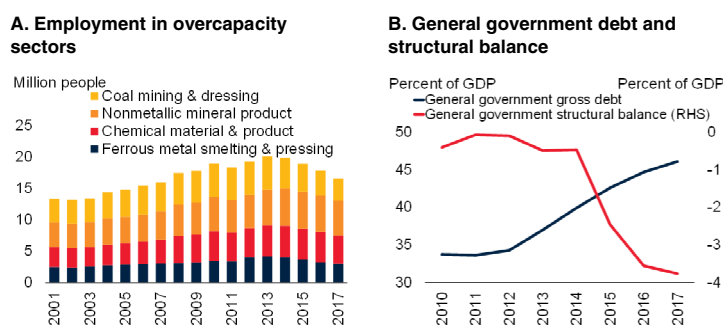 A. Employment in overcapacity
sectors
Million people
Coal mining & dressing
Nonmetallic mineral product
Chemical material & product
Ferrous metal smelting & pressing
25
20
15
10
5
0
2001
2003
2005
2007
2009
2011
2013
2015
2017
B. General government debt and
structural balance
Percent of GDP
Percent of GDP
General government gross debt
General government structural balance (RHS)
50
45
40
35
30
0
-1
-2
-3
-4
2010
2011
2012
2013
2014
2015
2016
2017